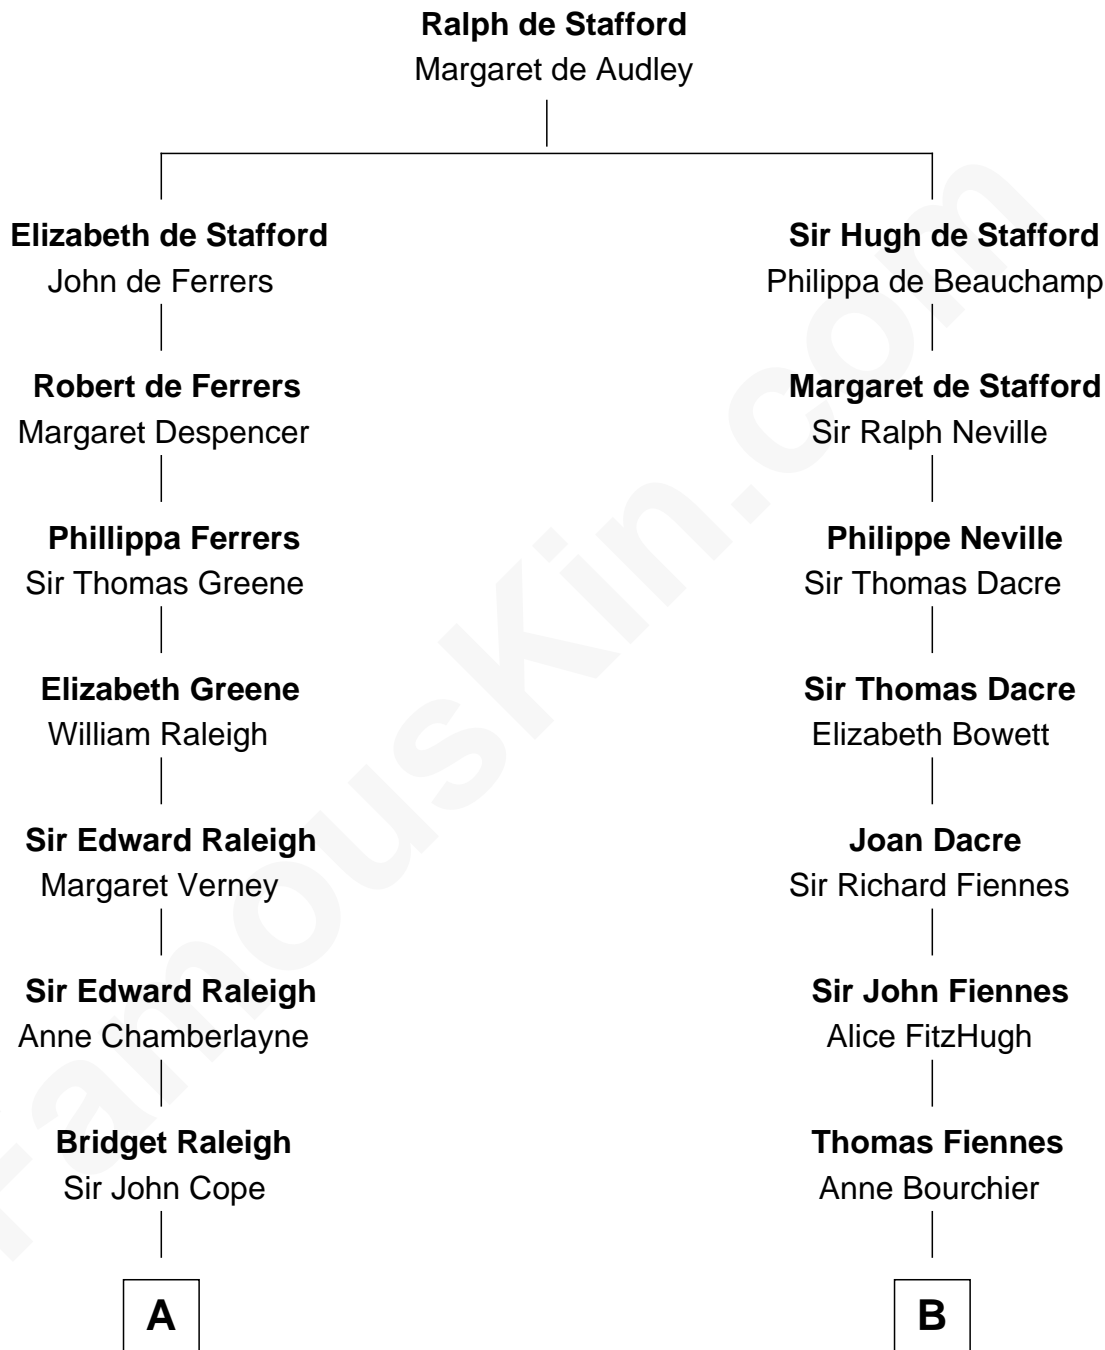 Ralph de Stafford
Margaret de Audley
Elizabeth de Stafford
John de Ferrers
Sir Hugh de Stafford
Philippa de Beauchamp
Robert de Ferrers
Margaret Despencer
Margaret de Stafford
Sir Ralph Neville
Phillippa Ferrers
Sir Thomas Greene
Philippe Neville
Sir Thomas Dacre
Elizabeth Greene
William Raleigh
Sir Thomas Dacre
Elizabeth Bowett
Sir Edward Raleigh
Margaret Verney
Joan Dacre
Sir Richard Fiennes
Sir Edward Raleigh
Anne Chamberlayne
Sir John Fiennes
Alice FitzHugh
Bridget Raleigh
Sir John Cope
Thomas Fiennes
Anne Bourchier
A
B
FamousKin.com